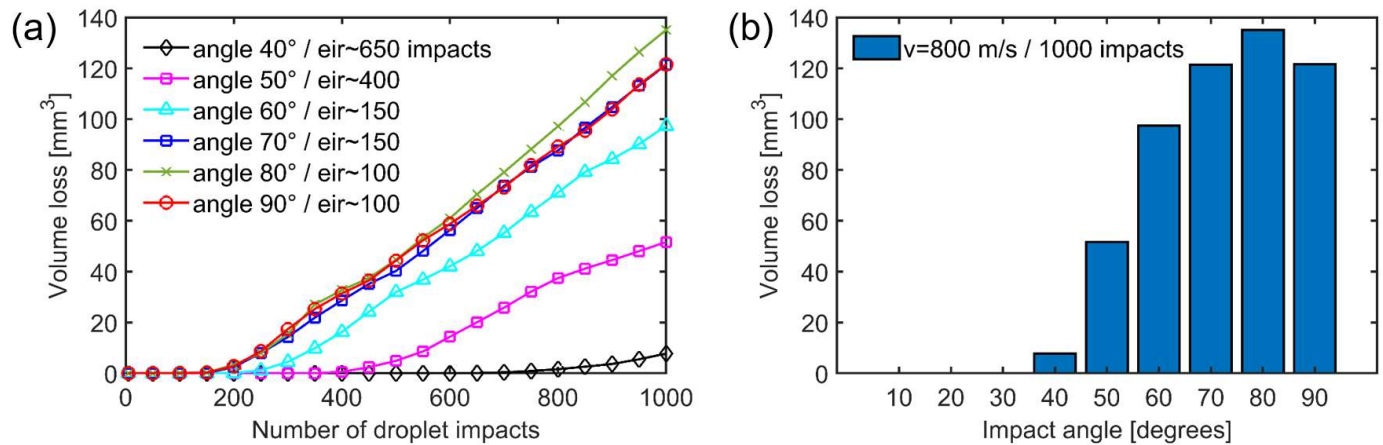 (a)
140
120
100
80
60
40
20
0
Volume loss [mm³]
angle 40° / eir~650 impacts
angle 50° / eir~400
angle 60° / eir~150
angle 70° / eir~150
angle 80° / eir~100
angle 90° / eir~100
0 200 400 600 800 1000
Number of droplet impacts
(b)
140
120
100
80
60
40
20
0
Volume loss [mm³]
v=800 m/s / 1000 impacts
10 20 30 40 50 60 70 80 90
Impact angle [degrees]